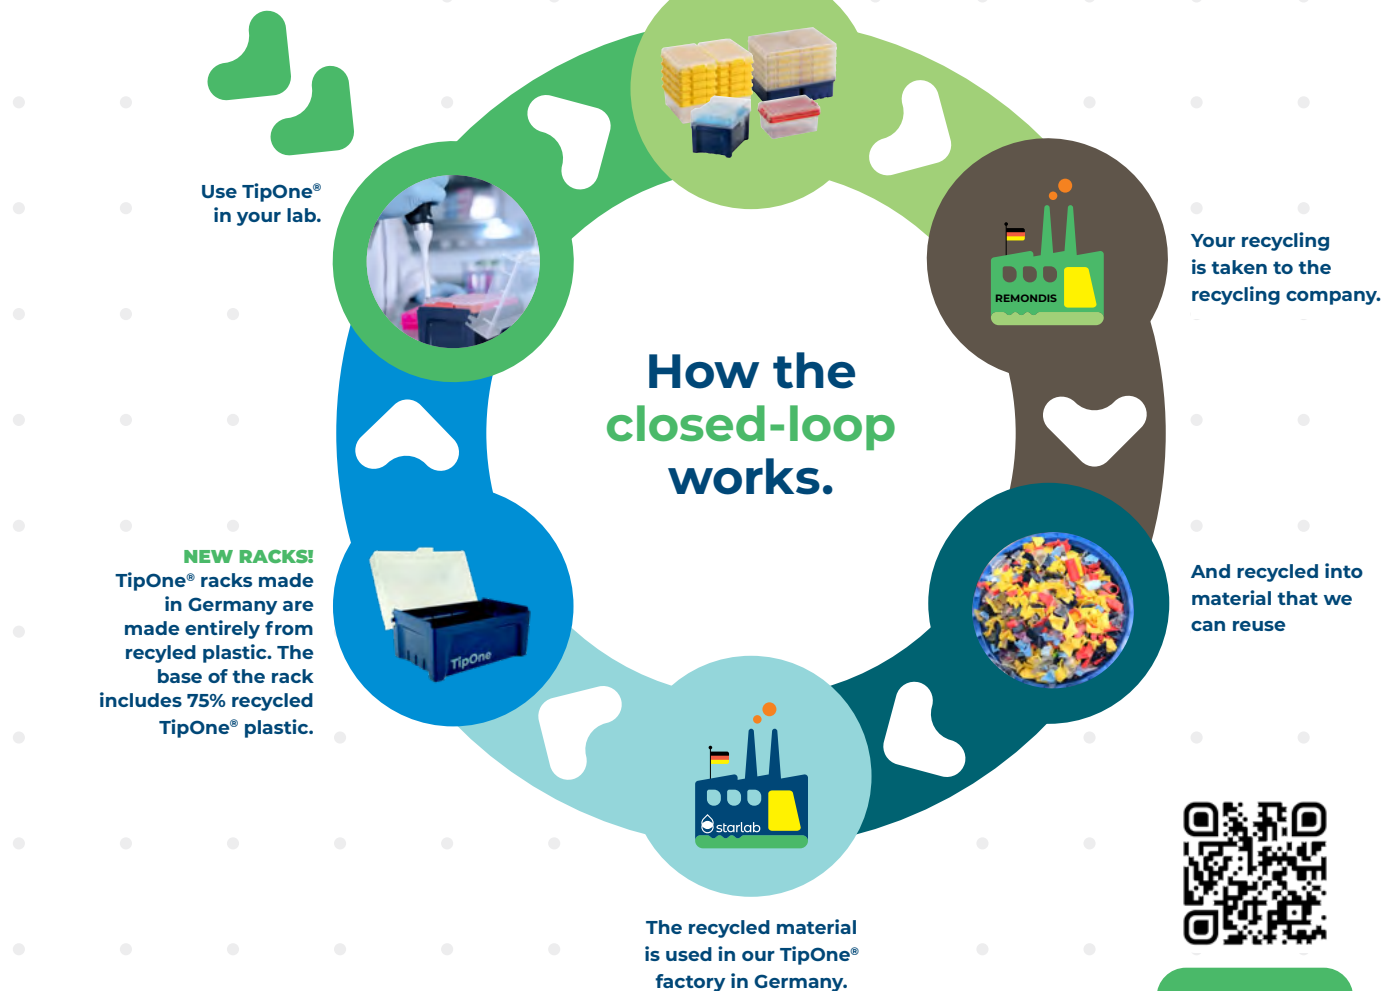 Use TipOne®
in your lab.
REMONDIS
Your recycling
is taken to the
recycling company.
How the
closed-loop
works.
NEW RACKS!
TipOne® racks made
in Germany are
made entirely from
recyled plastic. The
base of the rack
includes 75% recycled
TipOne® plastic.
TipOne
And recycled into
material that we
can reuse
starlab
The recycled material
is used in our TipOne®
factory in Germany.